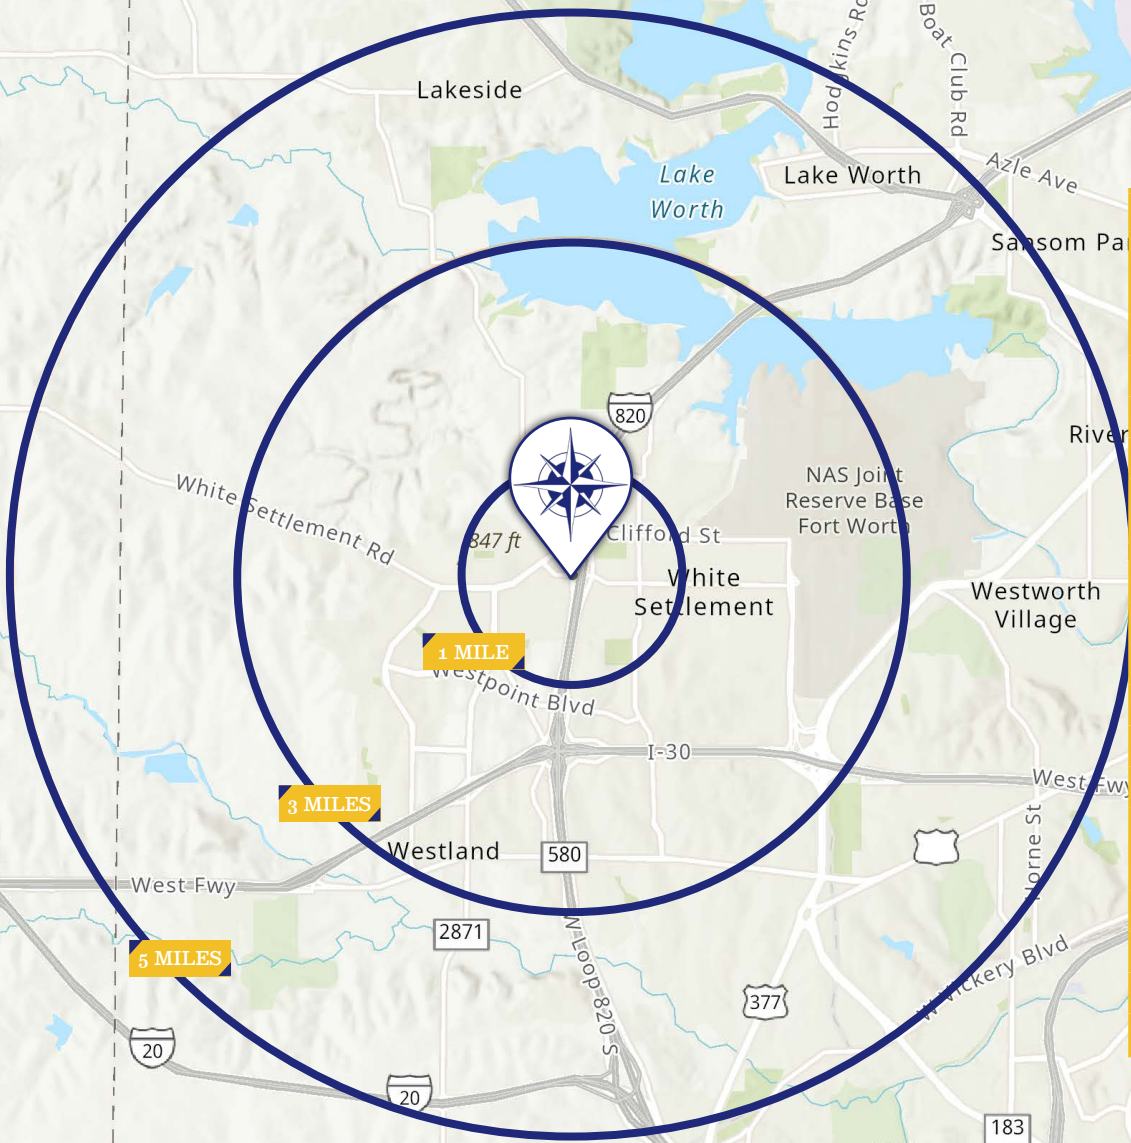 Hodgkins Rd
Boat Club Rd
Lakeside
Azle Ave
Lake
Worth
Lake Worth
Sansom Pa
820
River
NAS Joint
Reserve Base
Fort Worth
White Settlement Rd
847 ft
Clifford St
White
Settlement
Westworth
Village
1 MILE
Westpoint Blvd
I-30
West Fwy
3 MILES
Horne St
Westland
580
West Fwy
2871
W Loop 820 S
W Vickery Blvd
5 MILES
377
20
20
183